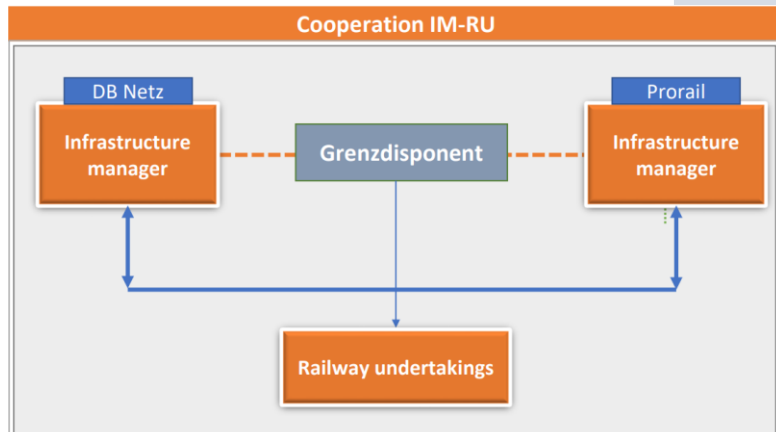 Cooperation IM-RU
DB Netz
Infrastructure
manager
Grenzdisponent
Prorail
Infrastructure
manager
Railway undertakings